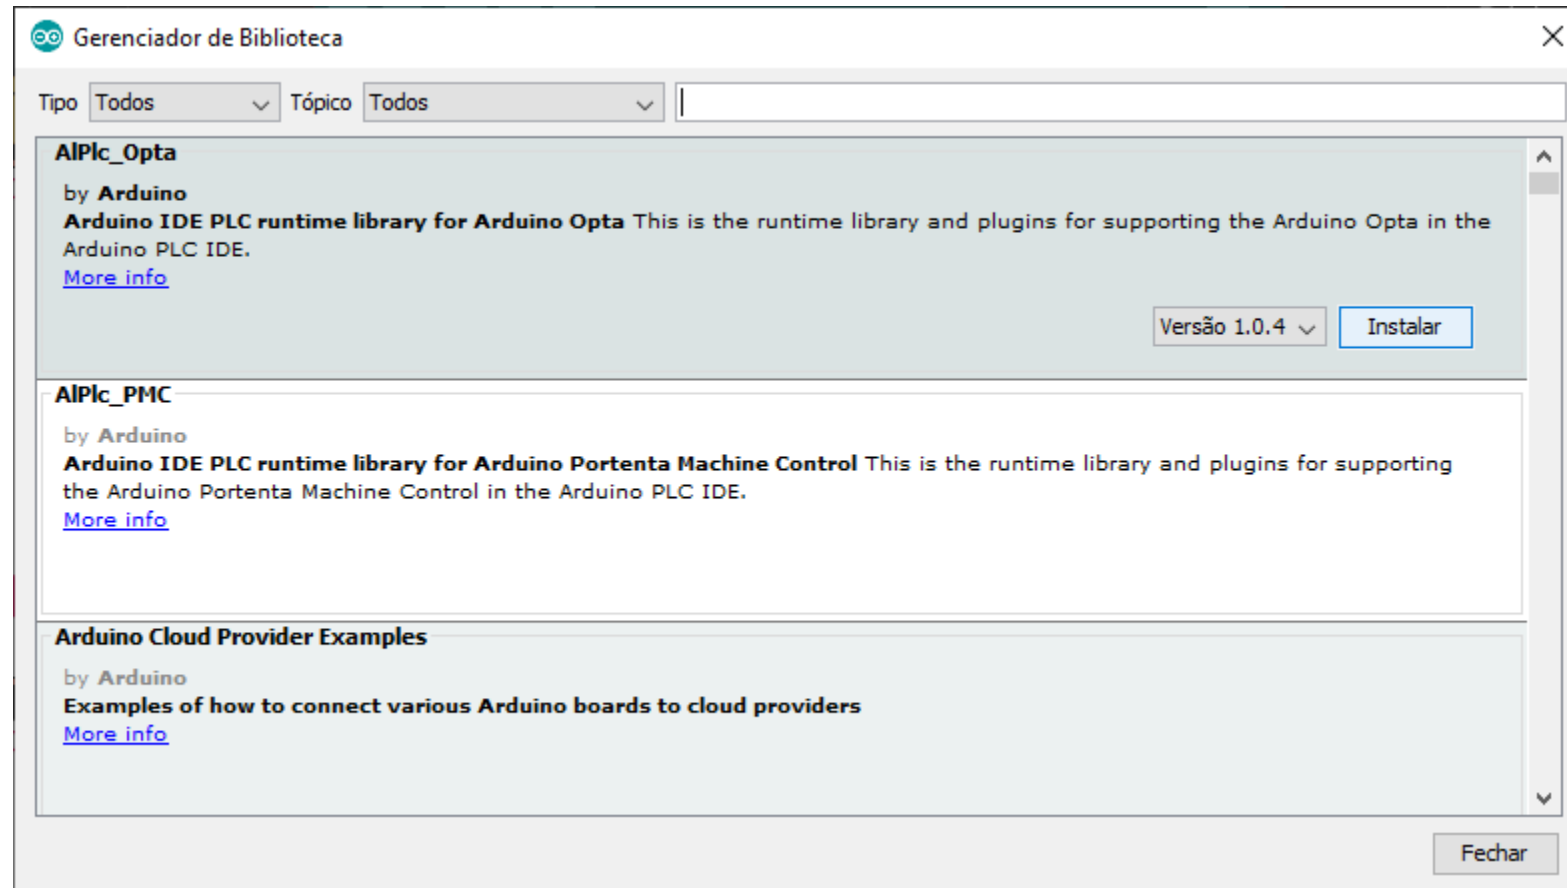 Gerenciador de Biblioteca
Tipo Todos Tópico Todos
AlPlc_Opta
by Arduino
Arduino IDE PLC runtime library for Arduino Opta This is the runtime library and plugins for supporting the Arduino Opta in the
Arduino PLC IDE.
More info
Versão 1.0.4 Instalar
AlPlc_PMC
by Arduino
Arduino IDE PLC runtime library for Arduino Portenta Machine Control This is the runtime library and plugins for supporting
the Arduino Portenta Machine Control in the Arduino PLC IDE.
More info
Arduino Cloud Provider Examples
by Arduino
Examples of how to connect various Arduino boards to cloud providers
More info
Fechar